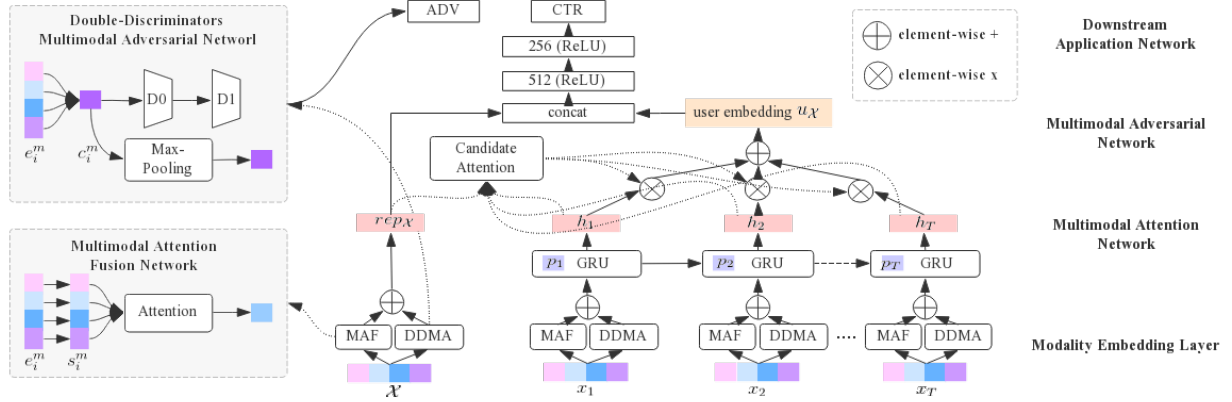 Double-Discriminators
Multimodal Adversarial Networl
e_i^m
c_i^m
D0
D1
Max-
Pooling
Multimodal Attention
Fusion Network
e_i^m
s_i^m
Attention
ADV
CTR
256 (ReLU)
512 (ReLU)
concat
user embedding u_𝒳
Candidate
Attention
rep_𝒳
h_1
h_2
h_T
p_1 GRU
p_2 GRU
p_T GRU
MAF DDMA
MAF DDMA
MAF DDMA
....
MAF DDMA
𝒳
x_1
x_2
x_T
element-wise +
element-wise x
Downstream
Application Network
Multimodal Adversarial
Network
Multimodal Attention
Network
Modality Embedding Layer